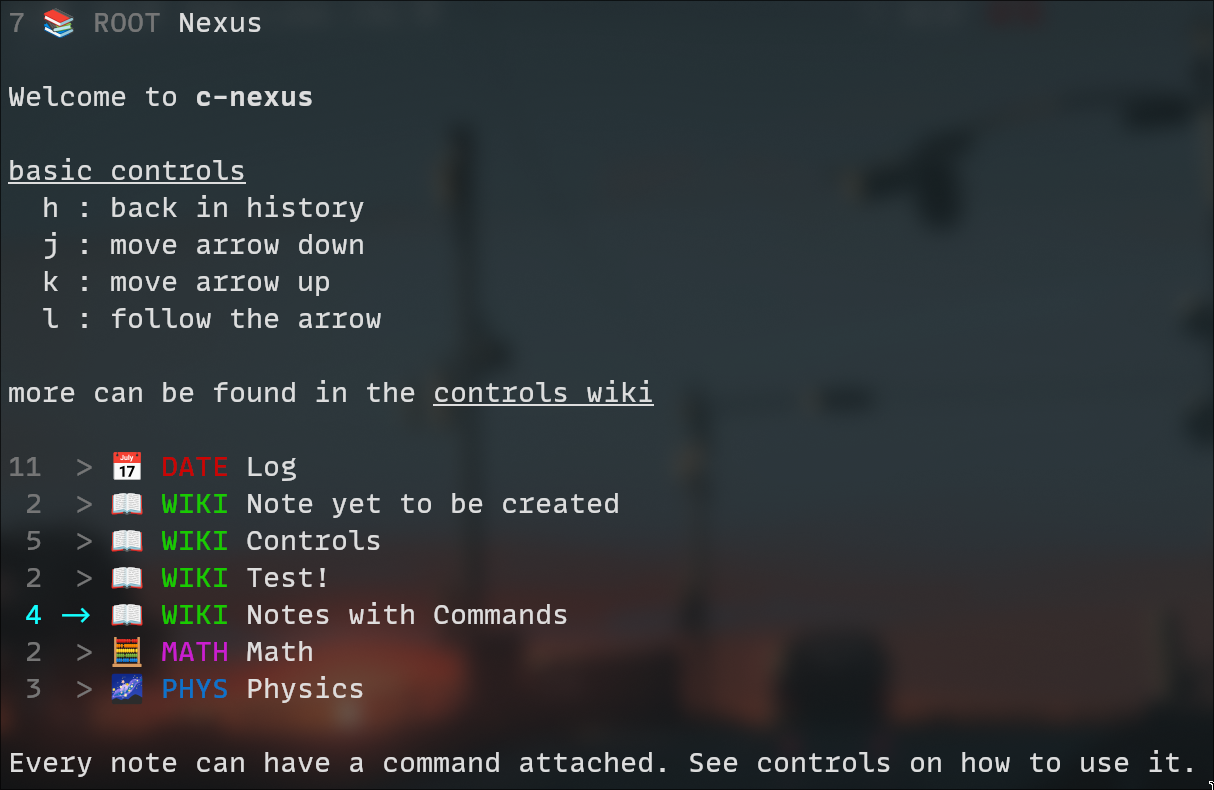 7 📚 ROOT Nexus
Welcome to c-nexus
basic controls
h : back in history
j : move arrow down
k : move arrow up
l : follow the arrow
more can be found in the controls wiki
11 > 📅 DATE Log
2 > 📖 WIKI Note yet to be created
5 > 📖 WIKI Controls
2 > 📖 WIKI Test!
4 → 📖 WIKI Notes with Commands
2 > 🧮 MATH Math
3 > 🌌 PHYS Physics
Every note can have a command attached. See controls on how to use it.